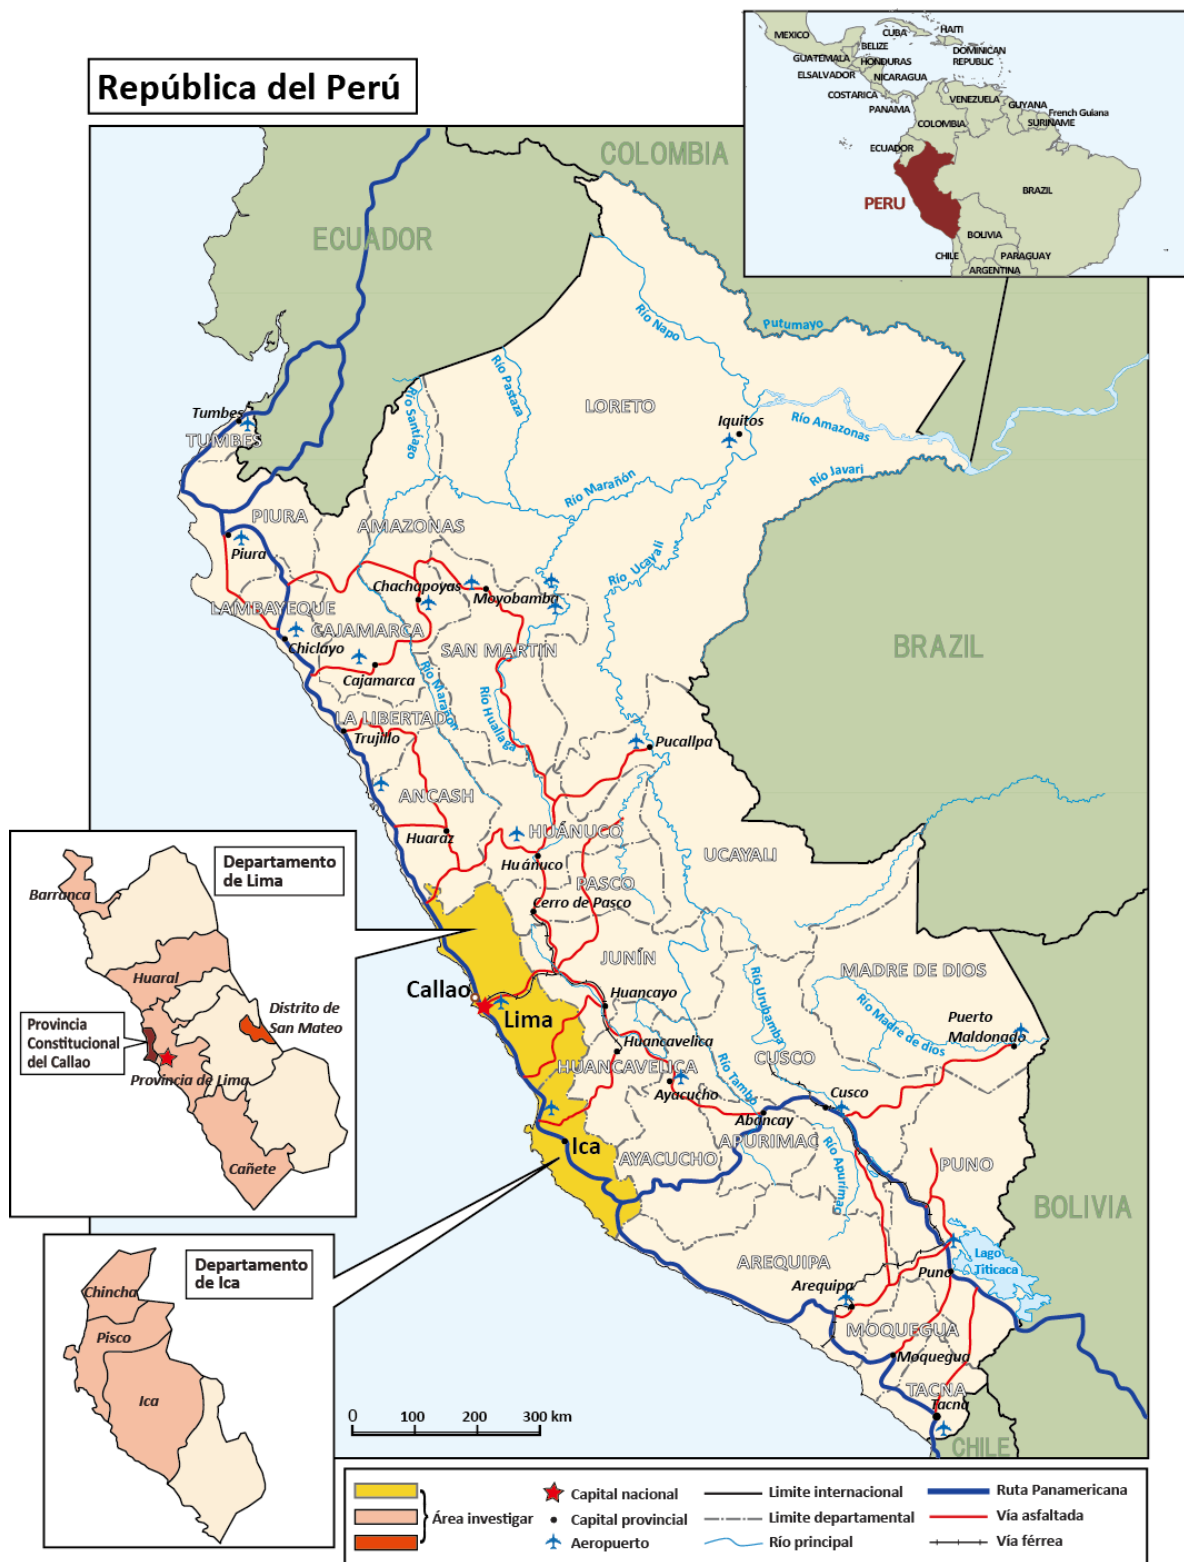 República del Perú
MEXICO
CUBA
HAITI
BELIZE
DOMINICAN
REPUBLIC
GUATEMALA
HONDURAS
ELSALVADOR
NICARAGUA
COSTARICA
PANAMA
VENEZUELA
GUYANA
French Guiana
SURINAME
COLOMBIA
ECUADOR
BRAZIL
PERU
BOLIVIA
CHILE
PARAGUAY
ARGENTINA
COLOMBIA
ECUADOR
Río Napo
Putumayo
Río Pastaza
Río Santiago
LORETO
Iquitos
Río Amazonas
Río Javari
Tumbes
TUMBES
Río Marañón
PIURA
AMAZONAS
Piura
Río Ucayali
Chachapoyas
Moyobamba
LAMBAYEQUE
CAJAMARCA
Chiclayo
SAN MARTÍN
BRAZIL
Cajamarca
Río Marañón
Río Huallaga
LA LIBERTAD
Trujillo
Pucallpa
ANCASH
Huaraz
HUÁNUCO
Huánuco
UCAYALI
PASCO
Cerro de Pasco
Departamento
de Lima
Barranca
Huaral
Distrito de
San Mateo
Provincia
Constitucional
del Callao
Provincia de Lima
Cañete
JUNÍN
MADRE DE DIOS
Callao
Lima
Huancayo
Río Urubamba
Río Madre de dios
Puerto
Maldonado
Huancavelica
HUANCAVELICA
CUSCO
Río Tambo
Ayacucho
Cusco
Abancay
Ica
AYACUCHO
APURIMAC
Río Apurímac
PUNO
BOLIVIA
Departamento
de Ica
Chincha
Pisco
Ica
AREQUIPA
Lago
Titicaca
Puno
Arequipa
MOQUEGUA
Moquegua
TACNA
Tacna
CHILE
0 100 200 300 km
Área investigar
Capital nacional
Capital provincial
Aeropuerto
Limite internacional
Limite departamental
Río principal
Ruta Panamericana
Vía asfaltada
Vía férrea